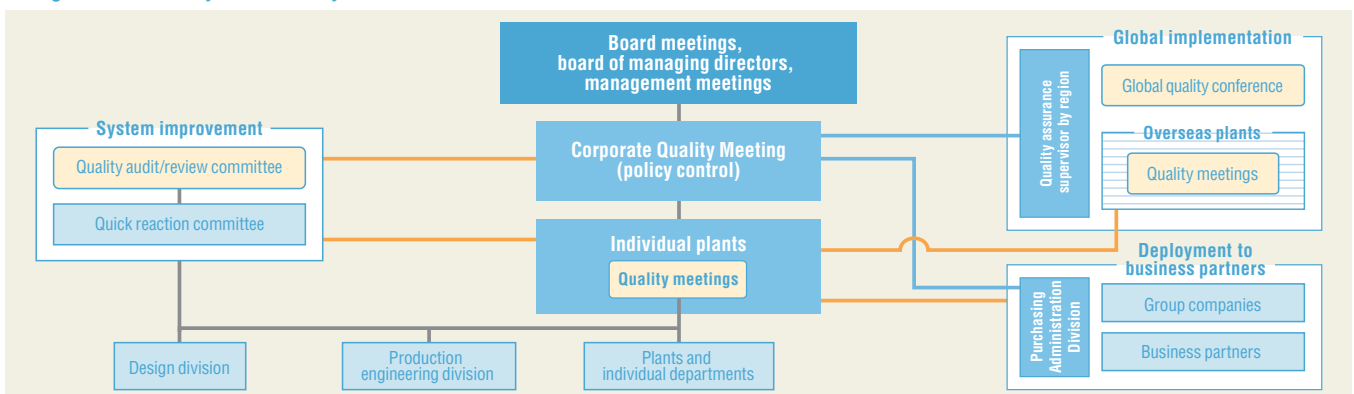 Board meetings,
board of managing directors,
management meetings
System improvement
Quality audit/review committee
Quick reaction committee
Corporate Quality Meeting
(policy control)
Individual plants
Quality meetings
Design division
Production
engineering division
Plants and
individual departments
Global implementation
Quality assurance
supervisor by region
Global quality conference
Overseas plants
Quality meetings
Deployment to
business partners
Purchasing
Administration
Division
Group companies
Business partners